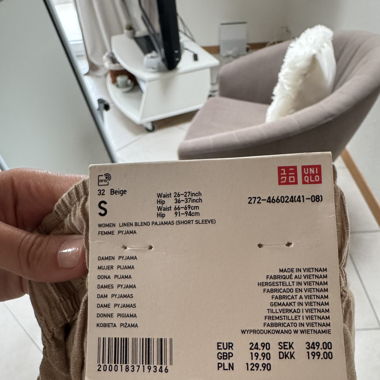 ユニ
クロ
UNI
QLO
32 Beige
S
Waist 26-27inch
Hip 36-37inch
Waist 66-69cm
Hip 91-94cm
272-466024(41-08)
WOMEN LINEN BLEND PAJAMAS (SHORT SLEEVE)
FEMME PYJAMA
DAMEN PYJAMA
MUJER PIJAMA
DONA PIJAMA
DAMES PYJAMA
DAM PYJAMAS
DAME PYJAMAS
DONNE PIGIAMA
KOBIETA PIŻAMA
MADE IN VIETNAM
FABRIQUÉ AU VIETNAM
HERGESTELLT IN VIETNAM
FABRICADO EN VIETNAM
FABRICAT A VIETNAM
GEMAAKT IN VIETNAM
TILLVERKAD I VIETNAM
FREMSTILLET I VIETNAM
FABBRICATO IN VIETNAM
WYPRODUKOWANO W WIETNAMIE
2000183719346
EUR 24.90 SEK 349.00
GBP 19.90 DKK 199.00
PLN 129.90